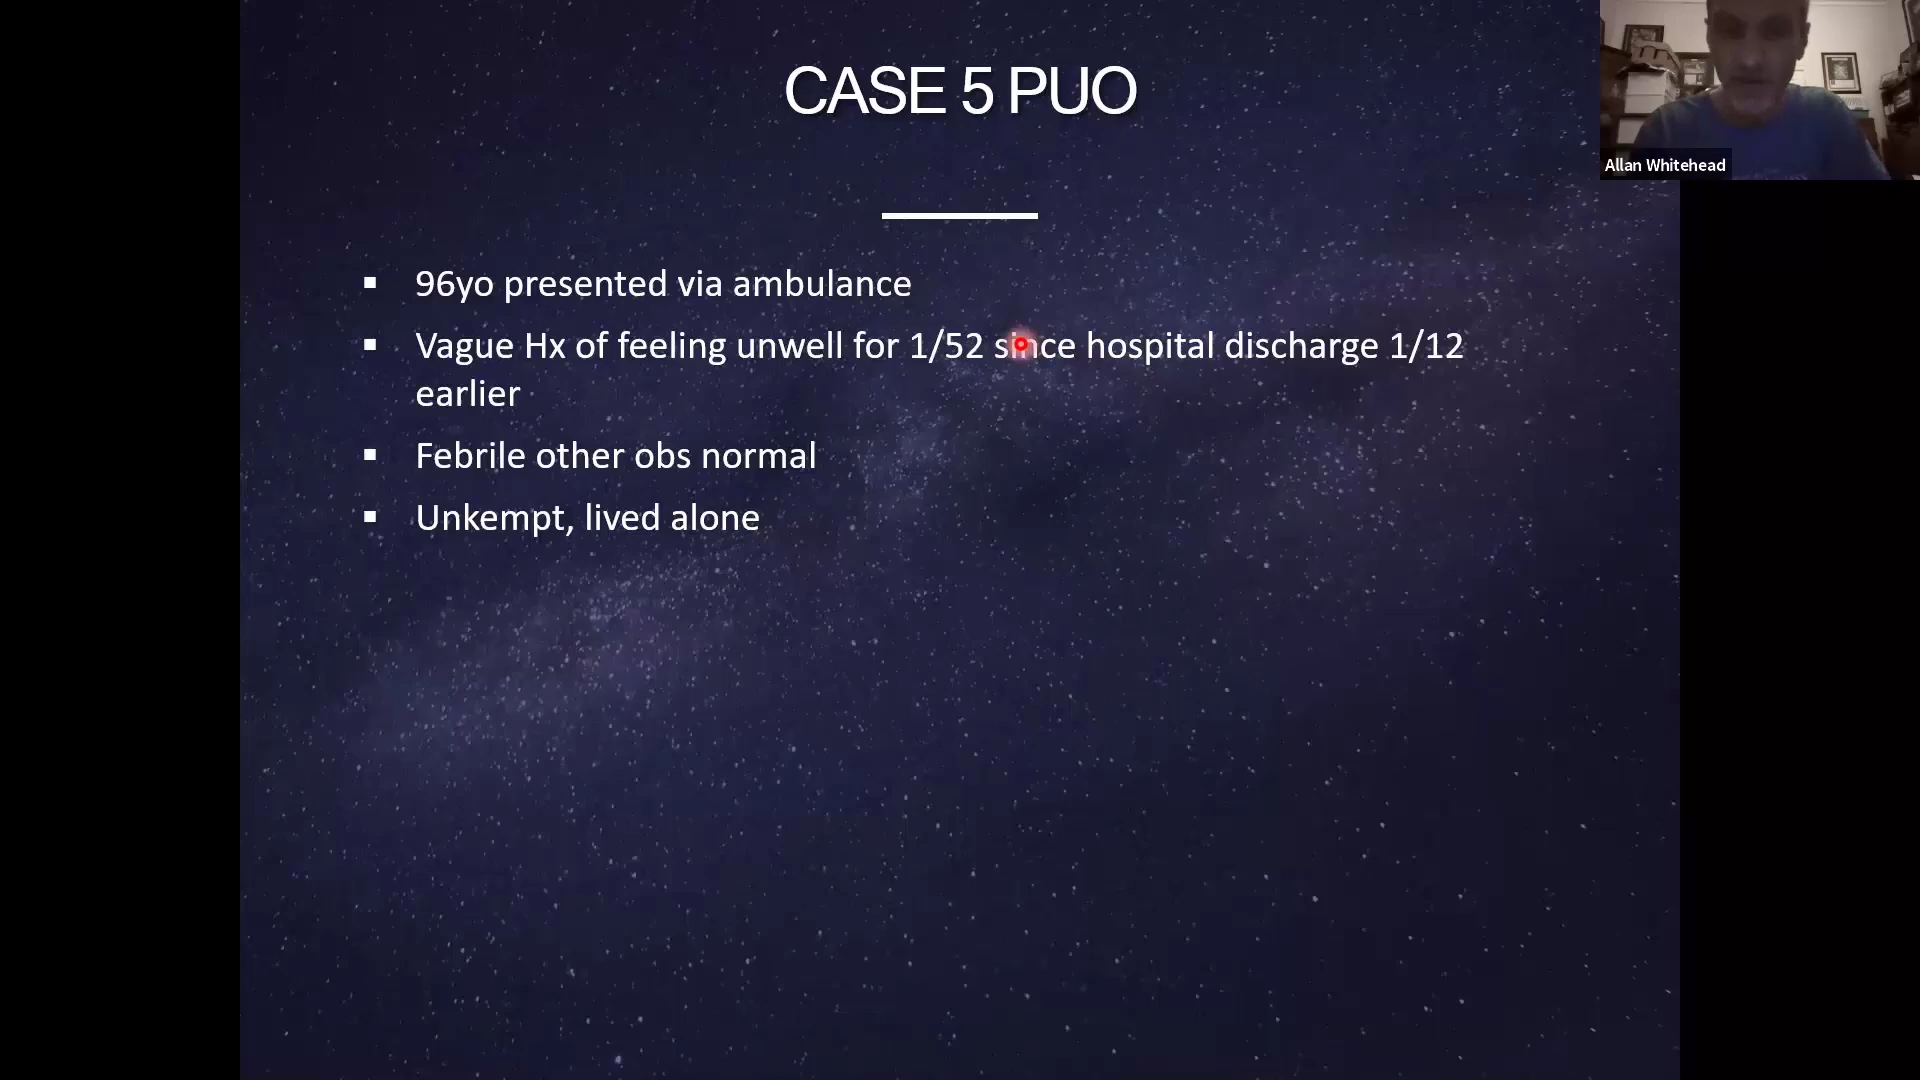 CASE 5 PUO
Allan Whitehead
96yo presented via ambulance
Vague Hx of feeling unwell for 1/52 since hospital discharge 1/12
earlier
Febrile other obs normal
Unkempt, lived alone